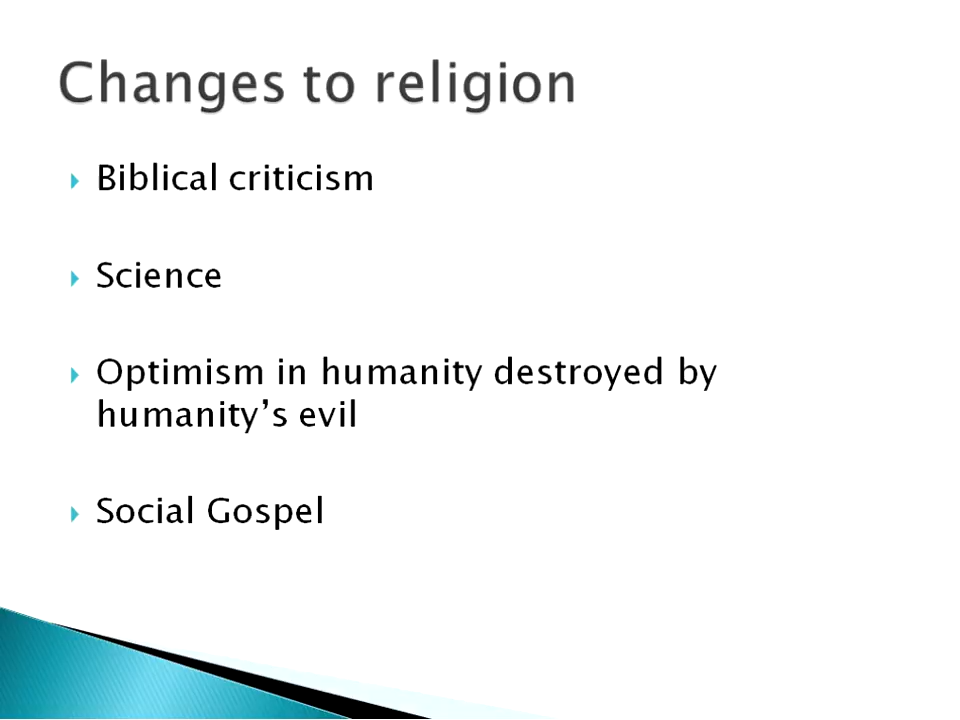 Changes to religion
Biblical criticism
Science
Optimism in humanity destroyed by
humanity’s evil
Social Gospel